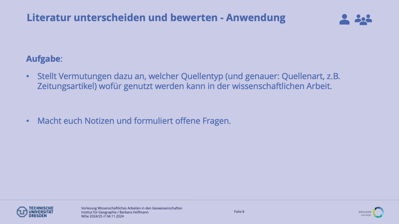 Literatur unterscheiden und bewerten - Anwendung
Aufgabe:
• Stellt Vermutungen dazu an, welcher Quellentyp (und genauer: Quellenart, z.B.
Zeitungsartikel) wofür genutzt werden kann in der wissenschaftlichen Arbeit.
• Macht euch Notizen und formuliert offene Fragen.
TECHNISCHE
UNIVERSITÄT
DRESDEN
Vorlesung Wissenschaftliches Arbeiten in den Geowissenschaften
Institut für Geographie / Barbara Hoffmann
WiSe 2024/25 // 04.11.2024
Folie 8